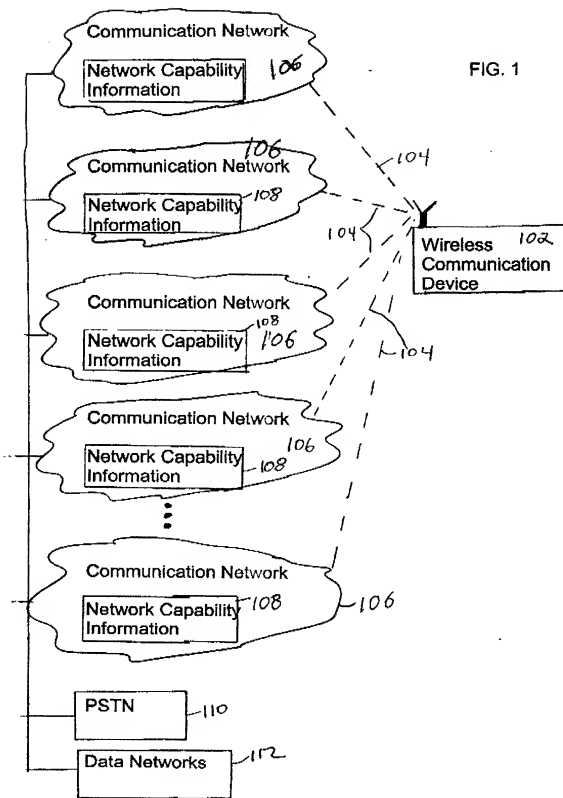 Communication Network
Network Capability 106
Information
FIG. 1
104
106
Communication Network
Network Capability 108
Information
104
Wireless 102
Communication
Device
Communication Network
108
Network Capability 106
Information
104
Communication Network
106
Network Capability 108
Information
Communication Network
Network Capability 108
Information
106
PSTN
110
Data Networks
112